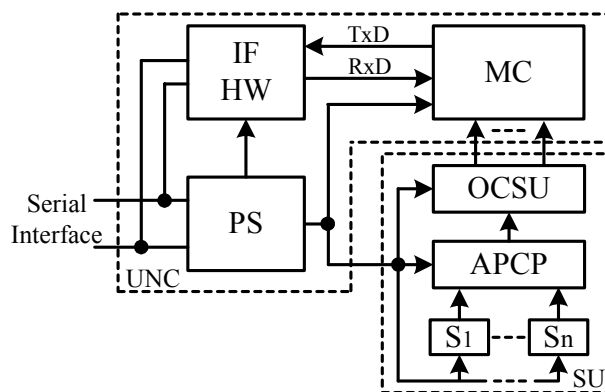 IF
HW
TxD
RxD
MC
Serial
Interface
PS
UNC
OCSU
APCP
S1
Sn
SU